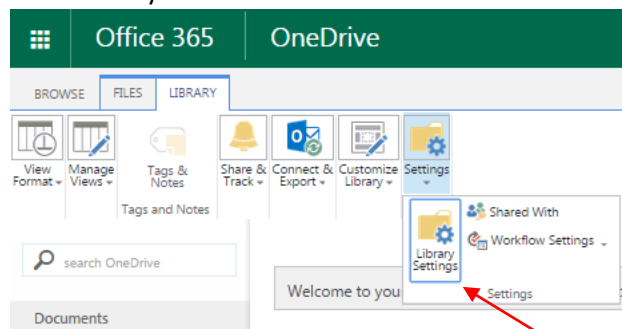 Office 365 OneDrive
BROWSE FILES LIBRARY
View Format
Manage Views
Tags & Notes
Share & Track
Connect & Export
Customize Library
Settings
Tags and Notes
Library Settings
Shared With
Workflow Settings
Settings
search OneDrive
Welcome to you
Documents